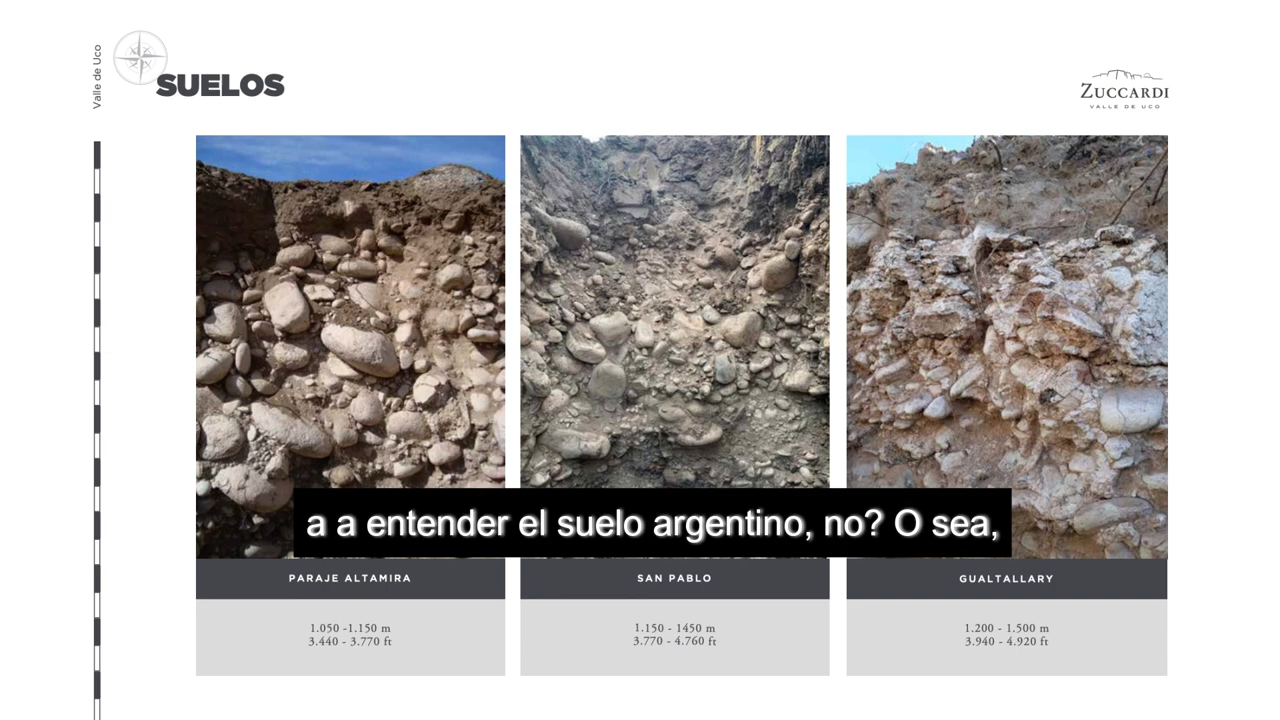 Valle de Uco
SUELOS
ZUCCARDI
VALLE DE UCO
a a entender el suelo argentino, no? O sea,
PARAJE ALTAMIRA
1.050 -1.150 m
3.440 - 3.770 ft
SAN PABLO
1.150 - 1450 m
3.770 - 4.760 ft
GUALTALLARY
1.200 - 1.500 m
3.940 - 4.920 ft